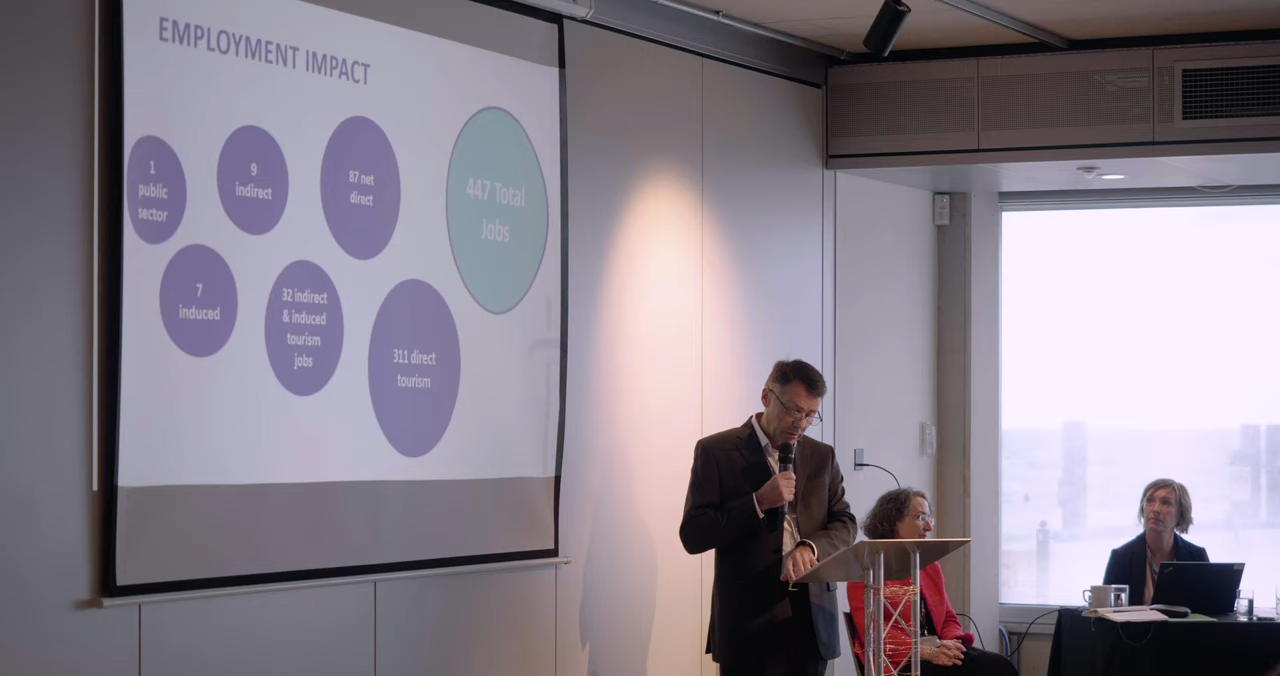 EMPLOYMENT IMPACT
1
public
sector
9
indirect
87 net
direct
447 Total
Jobs
7
induced
32 indirect
& induced
tourism
jobs
311 direct
tourism